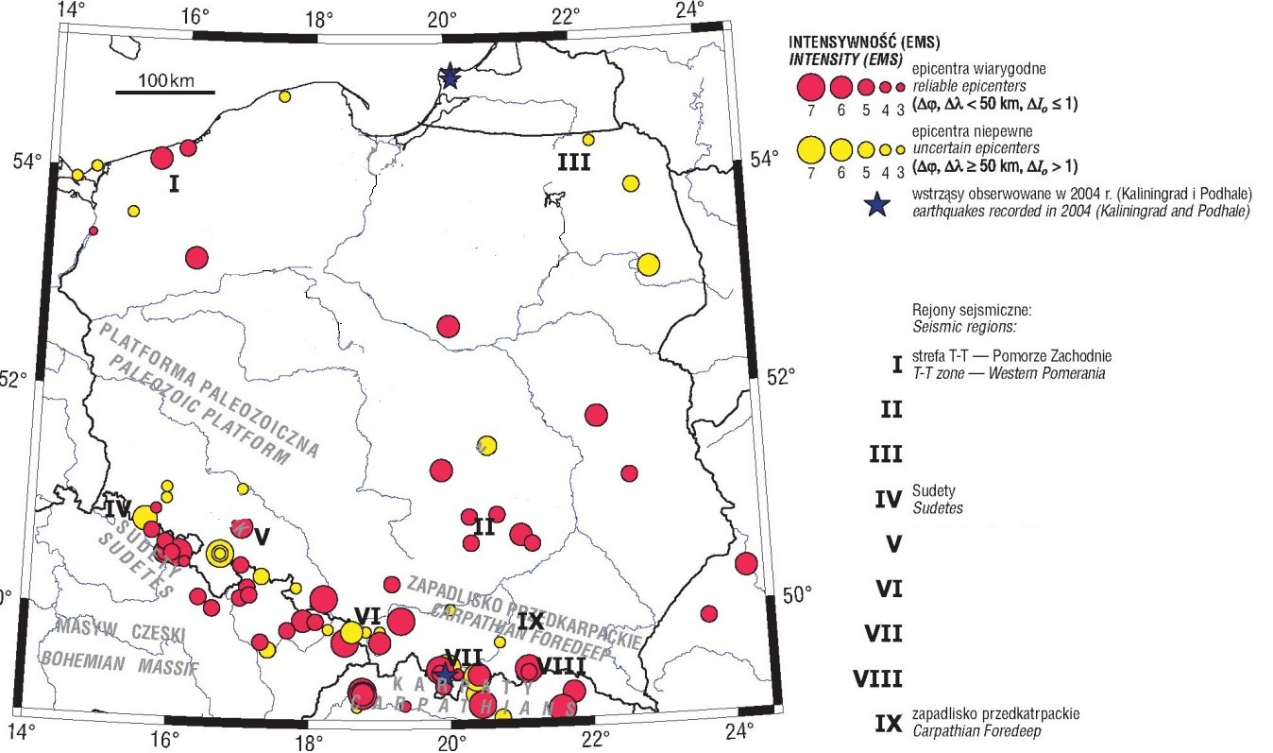 14° 16° 18° 20° 22° 24°
100 km
54° 54°
52° 52°
0° 50°
14° 16° 18° 20° 22° 24°
I
II
III
IV
V
VI
VII
VIII
IX
PLATFORMA PALEOZOICZNA
PALEOZOIC PLATFORM
SUDETY
SUDETES
MASYW CZESKI
BOHEMIAN MASSIF
ZAPADLISKO PRZEDKARPACKIE
CARPATHIAN FOREDEEP
KARPATY
CARPATHIANS
INTENSYWNOŚĆ (EMS)
INTENSITY (EMS)
7 6 5 4 3
epicentra wiarygodne
reliable epicenters
(Δφ, Δλ < 50 km, ΔIₒ ≤ 1)
7 6 5 4 3
epicentra niepewne
uncertain epicenters
(Δφ, Δλ ≥ 50 km, ΔIₒ > 1)
wstrząsy obserwowane w 2004 r. (Kaliningrad i Podhale)
earthquakes recorded in 2004 (Kaliningrad and Podhale)
Rejony sejsmiczne:
Seismic regions:
I strefa T-T — Pomorze Zachodnie
T-T zone — Western Pomerania
II
III
IV Sudety
Sudetes
V
VI
VII
VIII
IX zapadlisko przedkatrpackie
Carpathian Foredeep